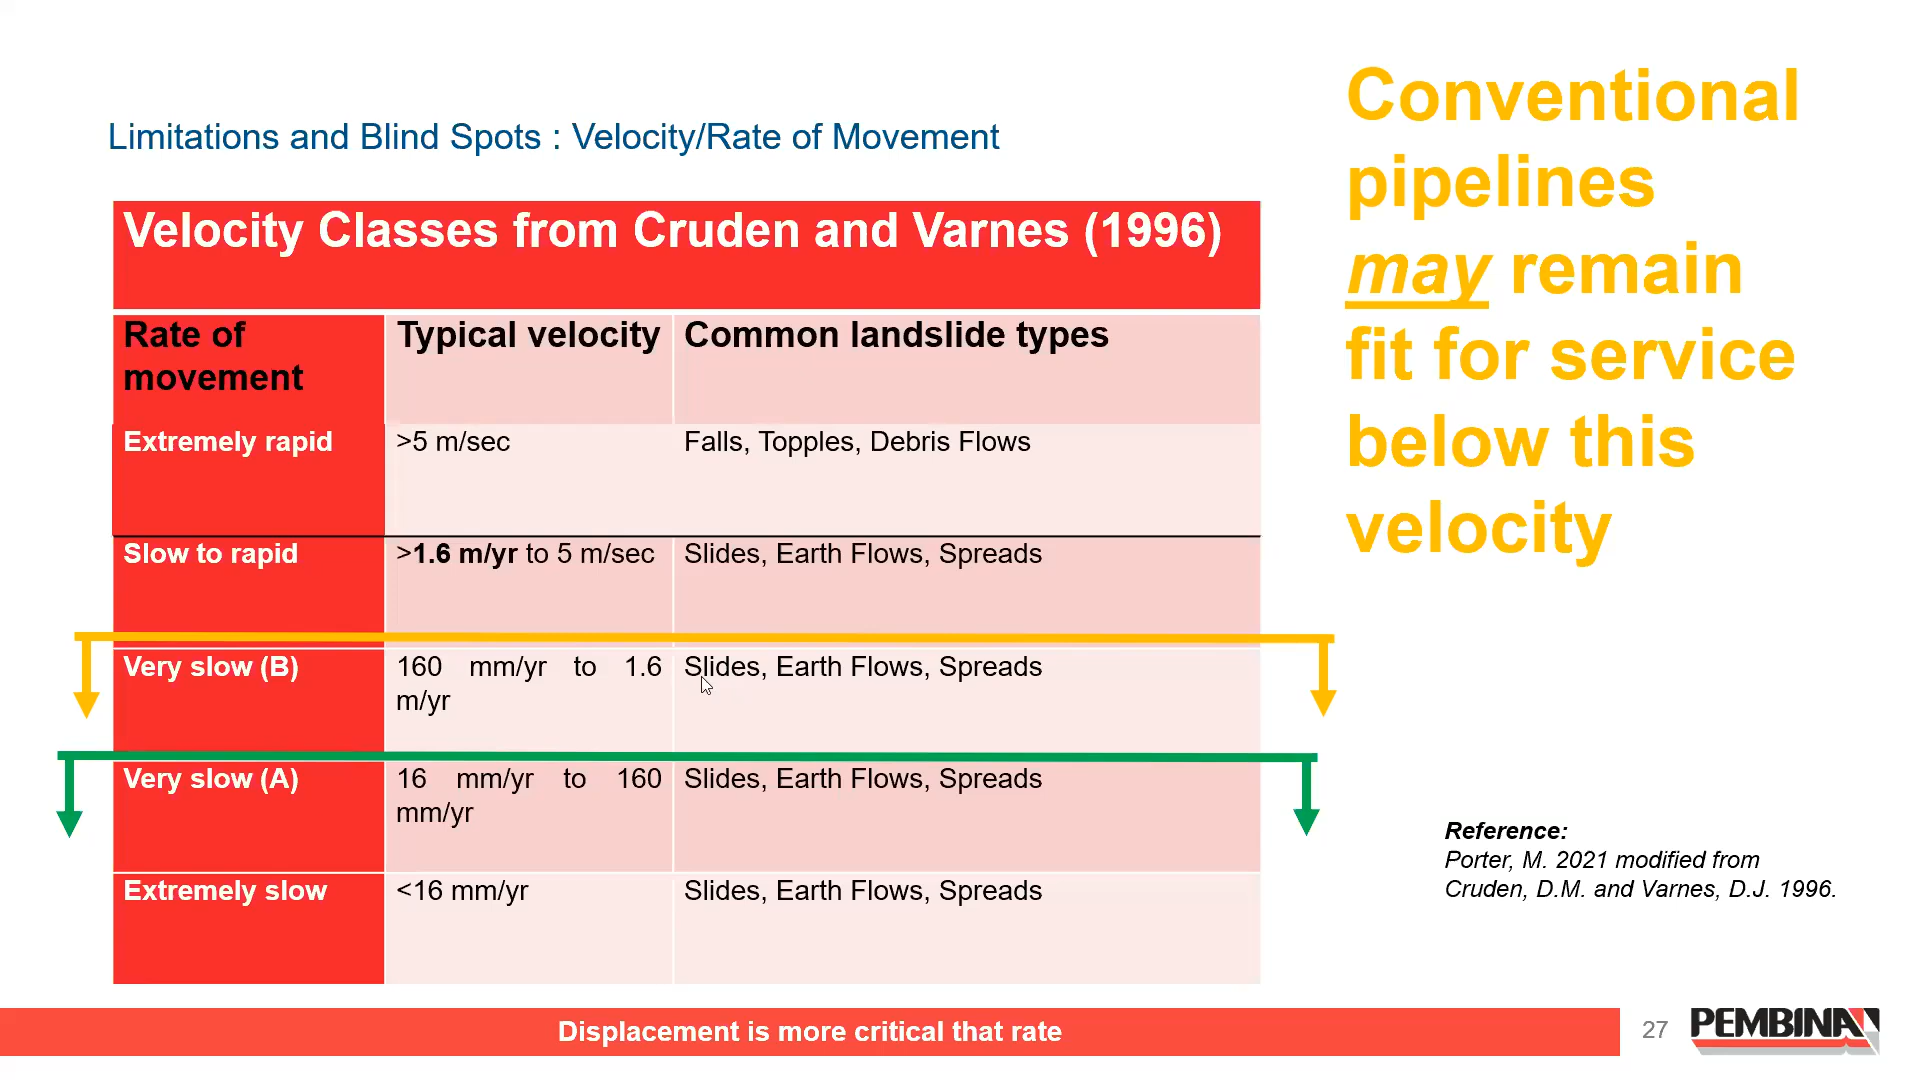 Conventional
pipelines
may remain
fit for service
below this
velocity
Limitations and Blind Spots : Velocity/Rate of Movement
Velocity Classes from Cruden and Varnes (1996)
Rate of
movement
Typical velocity
Common landslide types
Extremely rapid
>5 m/sec
Falls, Topples, Debris Flows
Slow to rapid
>1.6 m/yr to 5 m/sec
Slides, Earth Flows, Spreads
Very slow (B)
160 mm/yr to 1.6
m/yr
Slides, Earth Flows, Spreads
Very slow (A)
16 mm/yr to 160
mm/yr
Slides, Earth Flows, Spreads
Extremely slow
<16 mm/yr
Slides, Earth Flows, Spreads
Reference:
Porter, M. 2021 modified from
Cruden, D.M. and Varnes, D.J. 1996.
Displacement is more critical that rate
27
PEMBINA